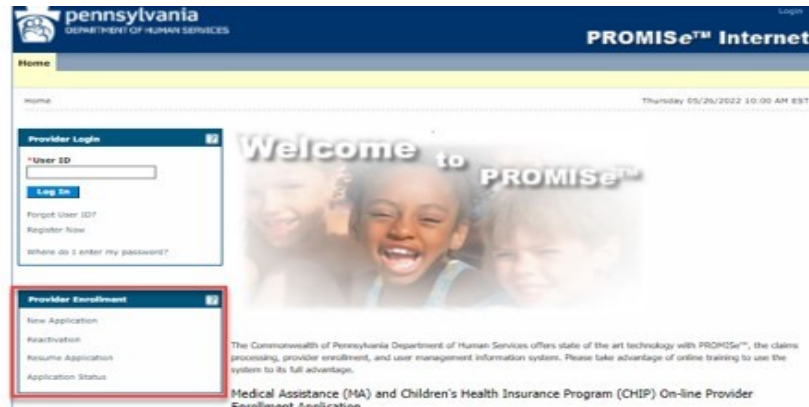 pennsylvania
DEPARTMENT OF HUMAN SERVICES
Login
PROMISe™ Internet
Home
Home
Thursday 05/26/2022 10:00 AM EST
Provider Login
?
*User ID
Log In
Forgot User ID?
Register Now
Where do I enter my password?
Welcome to PROMISe™
Provider Enrollment
?
New Application
Reactivation
Resume Application
Application Status
The Commonwealth of Pennsylvania Department of Human Services offers state of the art technology with PROMISe™, the claims
processing, provider enrollment, and user management information system. Please take advantage of online training to use the
system to its full advantage.
Medical Assistance (MA) and Children's Health Insurance Program (CHIP) On-line Provider
Enrollment Application